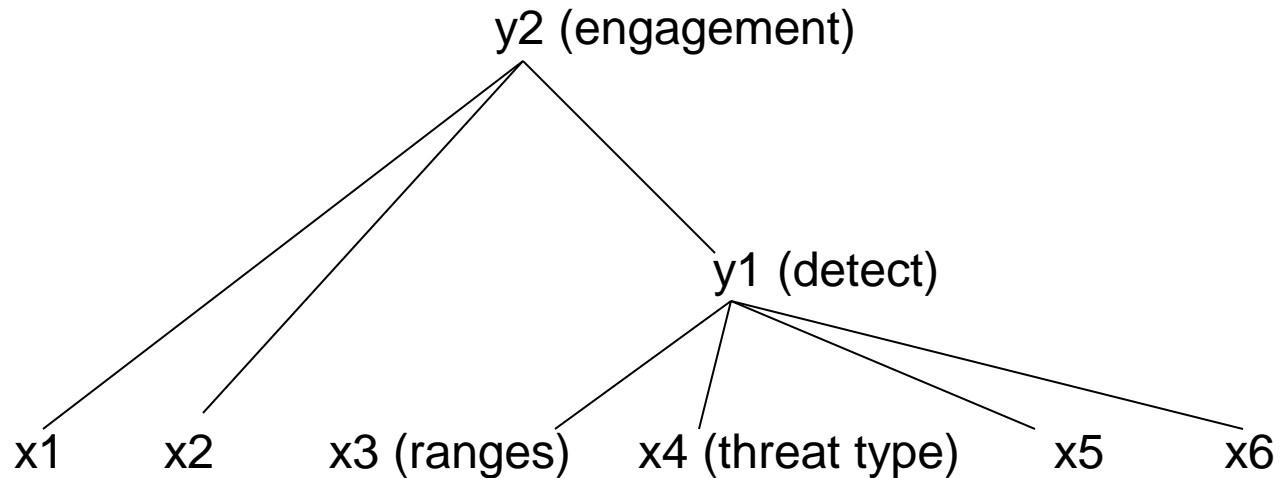 y2 (engagement)
y1 (detect)
x1 x2 x3 (ranges) x4 (threat type) x5 x6